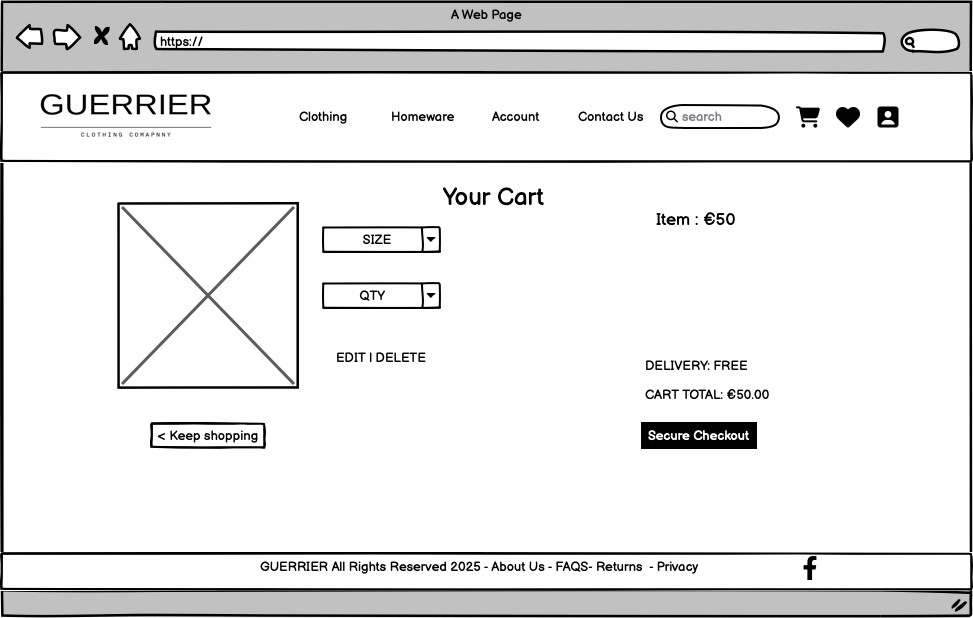 A Web Page
https://
GUERRIER
CLOTHING COMAPNNY
Clothing Homeware Account Contact Us search
Your Cart
Item : €50
SIZE
QTY
EDIT | DELETE
DELIVERY: FREE
CART TOTAL: €50.00
< Keep shopping
Secure Checkout
GUERRIER All Rights Reserved 2025 - About Us - FAQS- Returns - Privacy